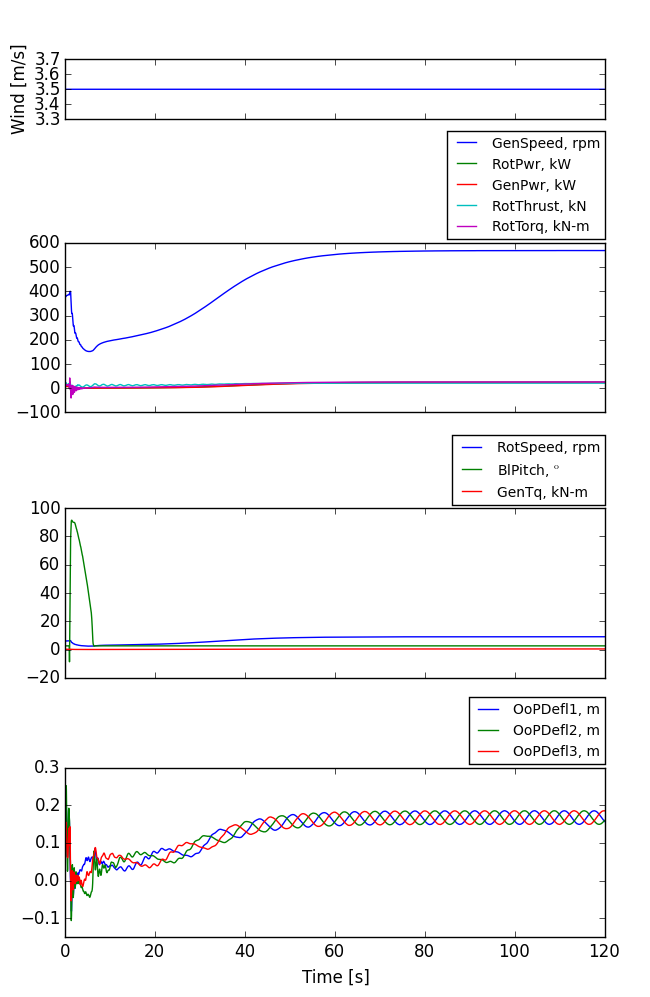 Wind [m/s]
3.7
3.6
3.5
3.4
3.3
GenSpeed, rpm
RotPwr, kW
GenPwr, kW
RotThrust, kN
RotTorq, kN-m
600
500
400
300
200
100
0
−100
RotSpeed, rpm
BlPitch, °
GenTq, kN-m
100
80
60
40
20
0
−20
OoPDefl1, m
OoPDefl2, m
OoPDefl3, m
0.3
0.2
0.1
0.0
−0.1
0 20 40 60 80 100 120
Time [s]